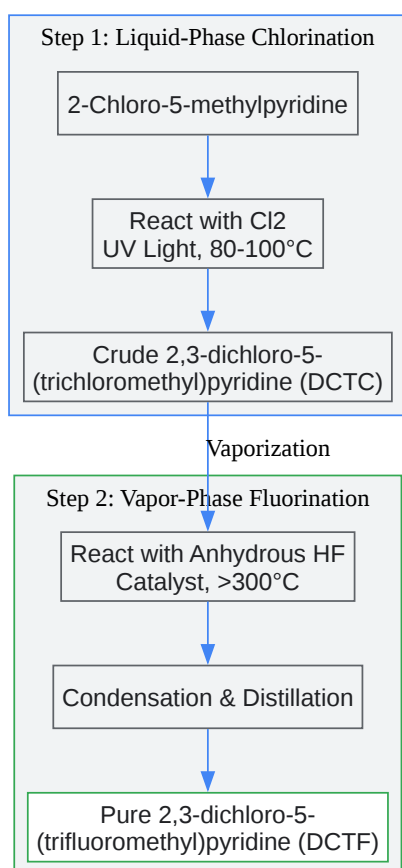 Step 1: Liquid-Phase Chlorination
2-Chloro-5-methylpyridine
React with Cl2
UV Light, 80-100°C
Crude 2,3-dichloro-5-
(trichloromethyl)pyridine (DCTC)
Vaporization
Step 2: Vapor-Phase Fluorination
React with Anhydrous HF
Catalyst, >300°C
Condensation & Distillation
Pure 2,3-dichloro-5-
(trifluoromethyl)pyridine (DCTF)